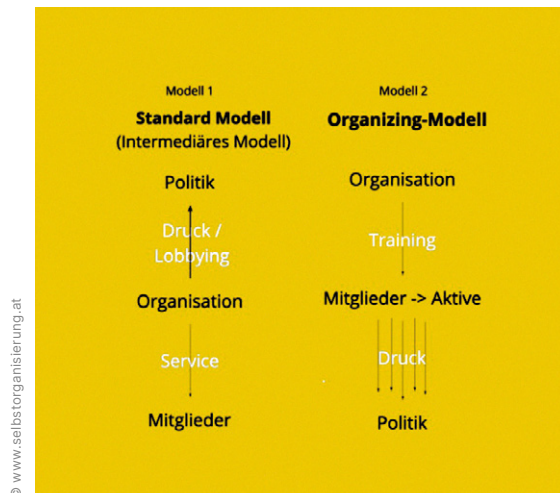 Modell 1
Standard Modell
(Intermediäres Modell)
Politik
Druck /
Lobbying
Organisation
Service
Mitglieder
Modell 2
Organizing-Modell
Organisation
Training
Mitglieder -> Aktive
Druck
Politik
© www.selbstorganisierung.at